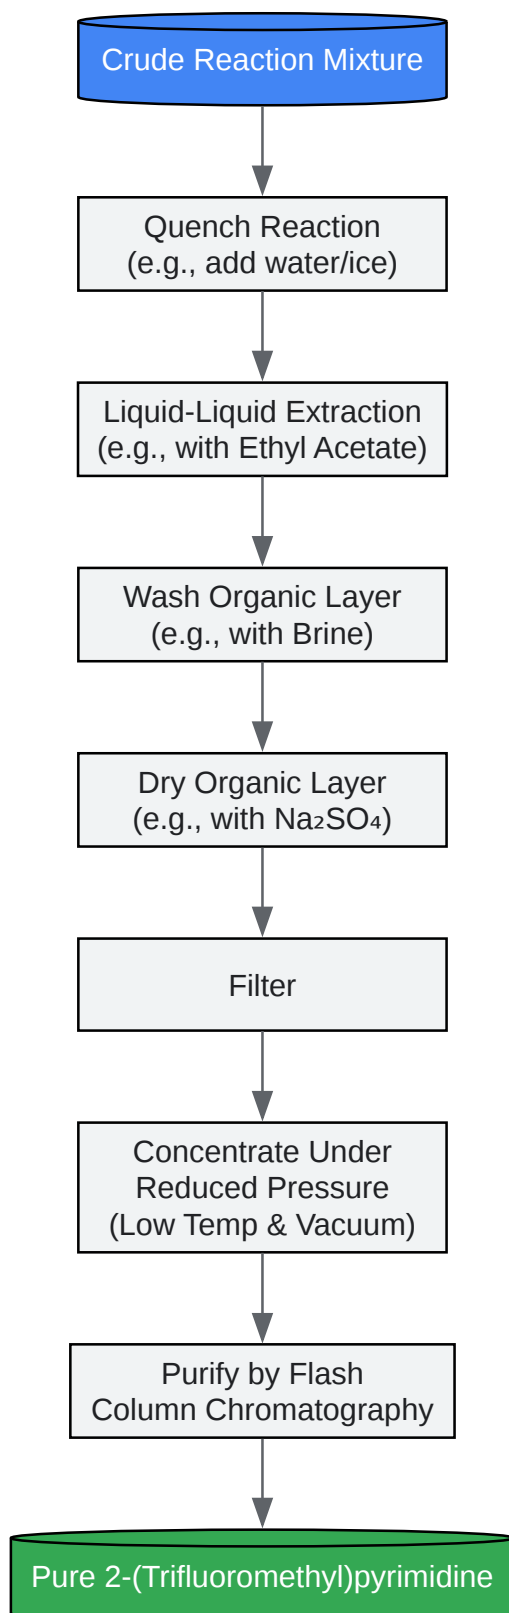 Crude Reaction Mixture
Quench Reaction
(e.g., add water/ice)
Liquid-Liquid Extraction
(e.g., with Ethyl Acetate)
Wash Organic Layer
(e.g., with Brine)
Dry Organic Layer
(e.g., with Na₂SO₄)
Filter
Concentrate Under
Reduced Pressure
(Low Temp & Vacuum)
Purify by Flash
Column Chromatography
Pure 2-(Trifluoromethyl)pyrimidine